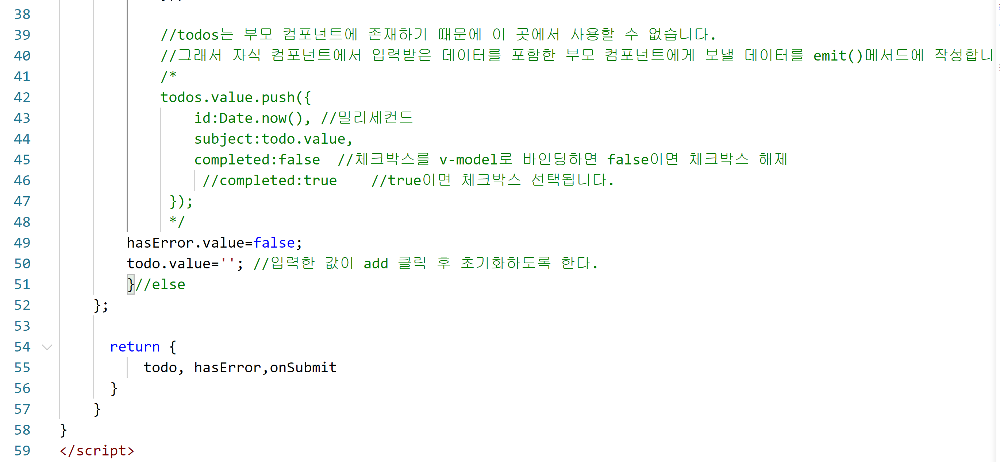 38
39 //todos는 부모 컴포넌트에 존재하기 때문에 이 곳에서 사용할 수 없습니다.
40 //그래서 자식 컴포넌트에서 입력받은 데이터를 포함한 부모 컴포넌트에게 보낼 데이터를 emit()메서드에 작성합니
41 /*
42 todos.value.push({
43 id:Date.now(), //밀리세컨드
44 subject:todo.value,
45 completed:false //체크박스를 v-model로 바인딩하면 false이면 체크박스 해제
46 //completed:true //true이면 체크박스 선택됩니다.
47 });
48 */
49 hasError.value=false;
50 todo.value=''; //입력한 값이 add 클릭 후 초기화하도록 한다.
51 }//else
52 };
53
54 return {
55 todo, hasError,onSubmit
56 }
57 }
58 }
59 </script>